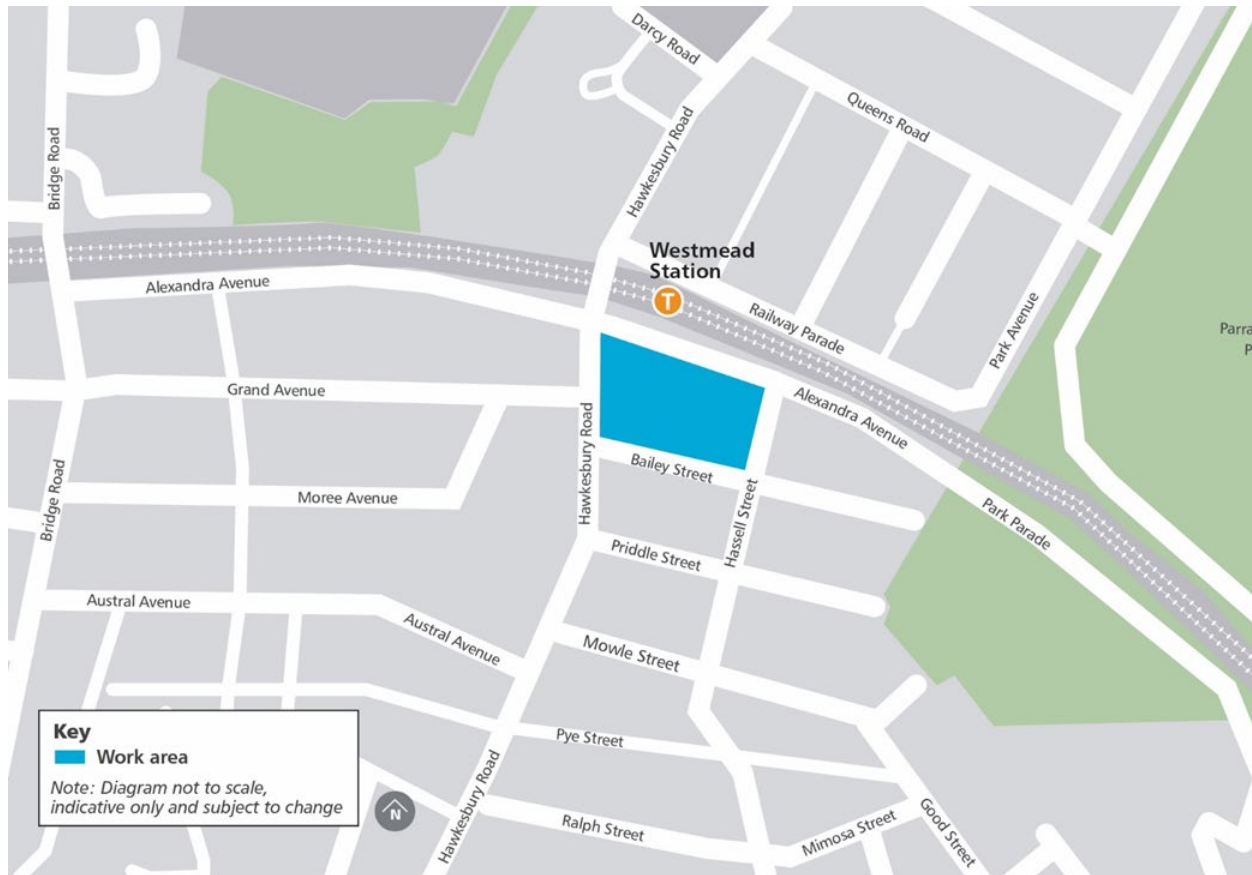 Darcy Road
Queens Road
Bridge Road
Hawkesbury Road
Westmead
Station
T
Alexandra Avenue
Railway Parade
Park Avenue
Parra
P
Grand Avenue
Alexandra Avenue
Hawkesbury Road
Bailey Street
Moree Avenue
Bridge Road
Hassell Street
Park Parade
Priddle Street
Austral Avenue
Austral Avenue
Mowle Street
Pye Street
Key
Work area
Note: Diagram not to scale,
indicative only and subject to change
N
Hawkesbury Road
Ralph Street
Mimosa Street
Good Street